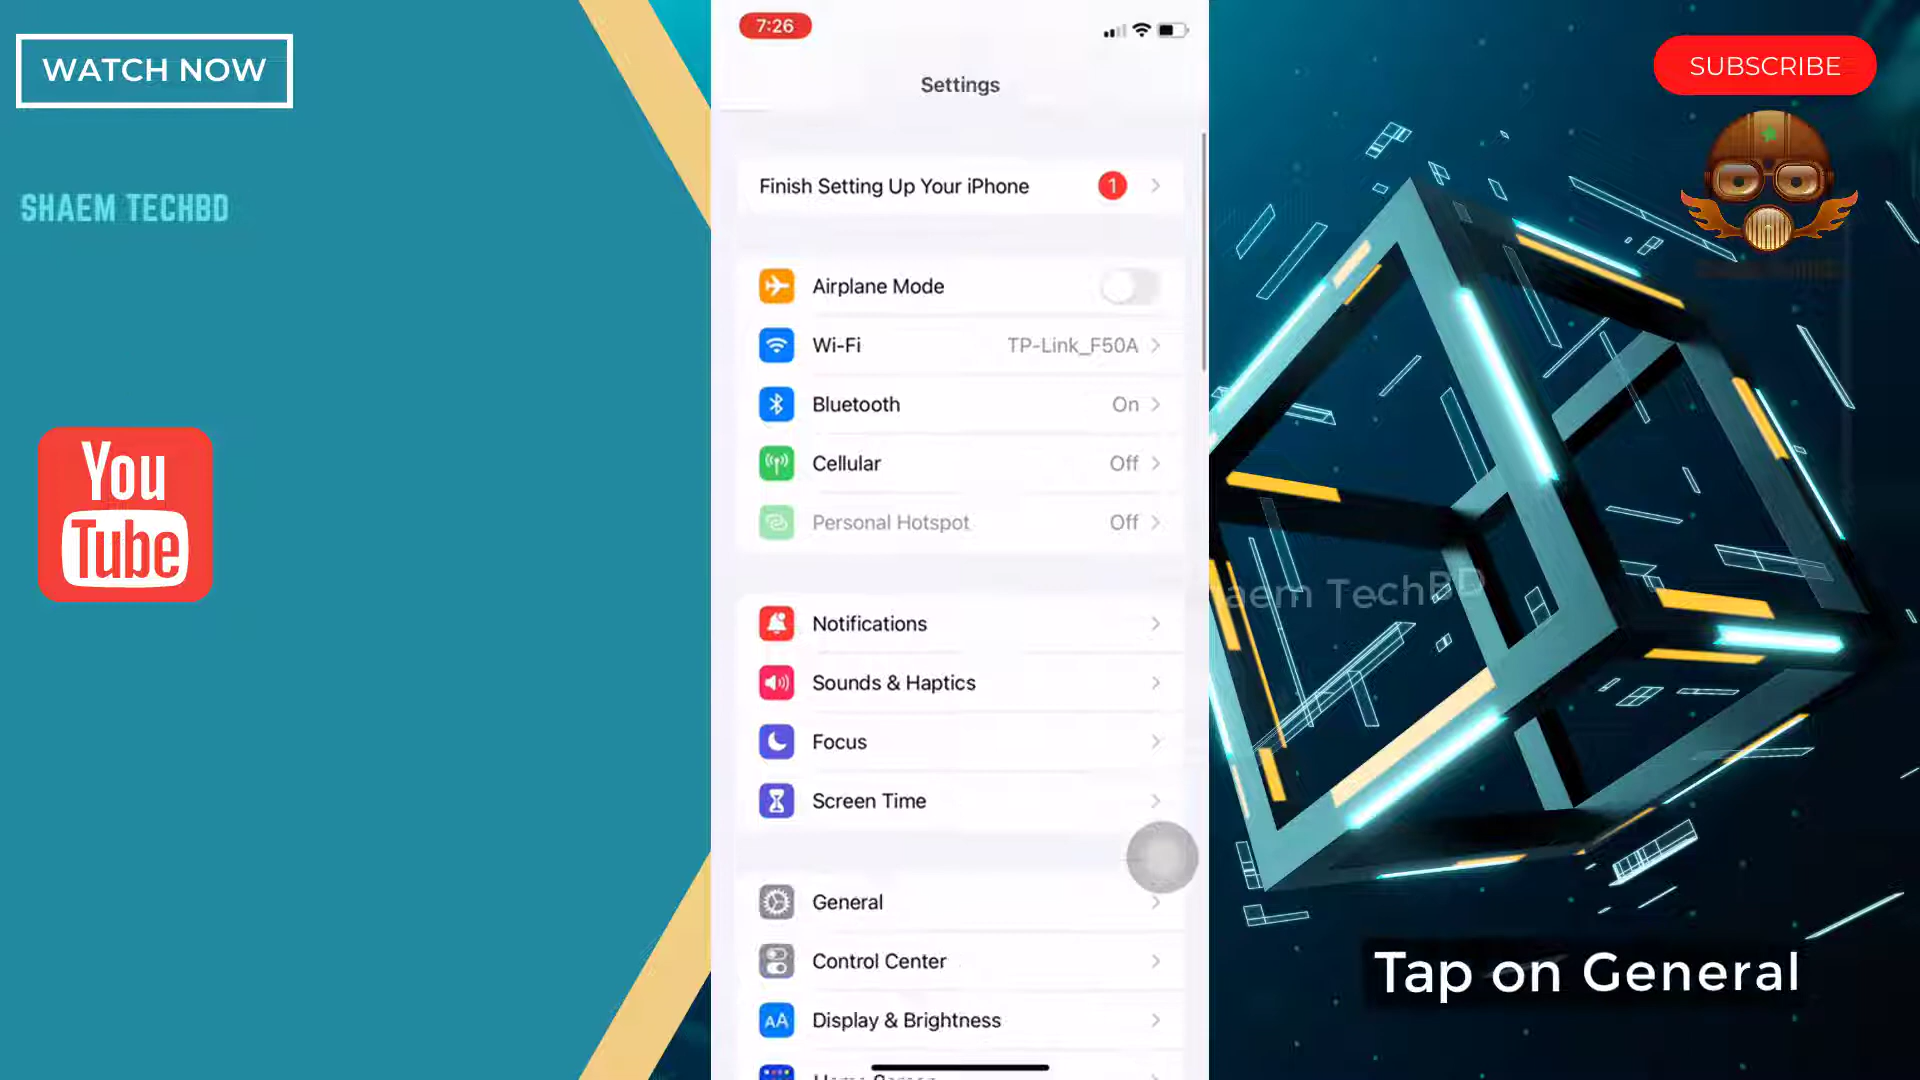 WATCH NOW
SHAEM TECHBD
You
Tube
7:26
Settings
Finish Setting Up Your iPhone 1
Airplane Mode
Wi-Fi TP-Link_F50A
Bluetooth On
Cellular Off
Personal Hotspot Off
Notifications
Sounds & Haptics
Focus
Screen Time
General
Control Center
AA Display & Brightness
SUBSCRIBE
aem TechBD
Tap on General